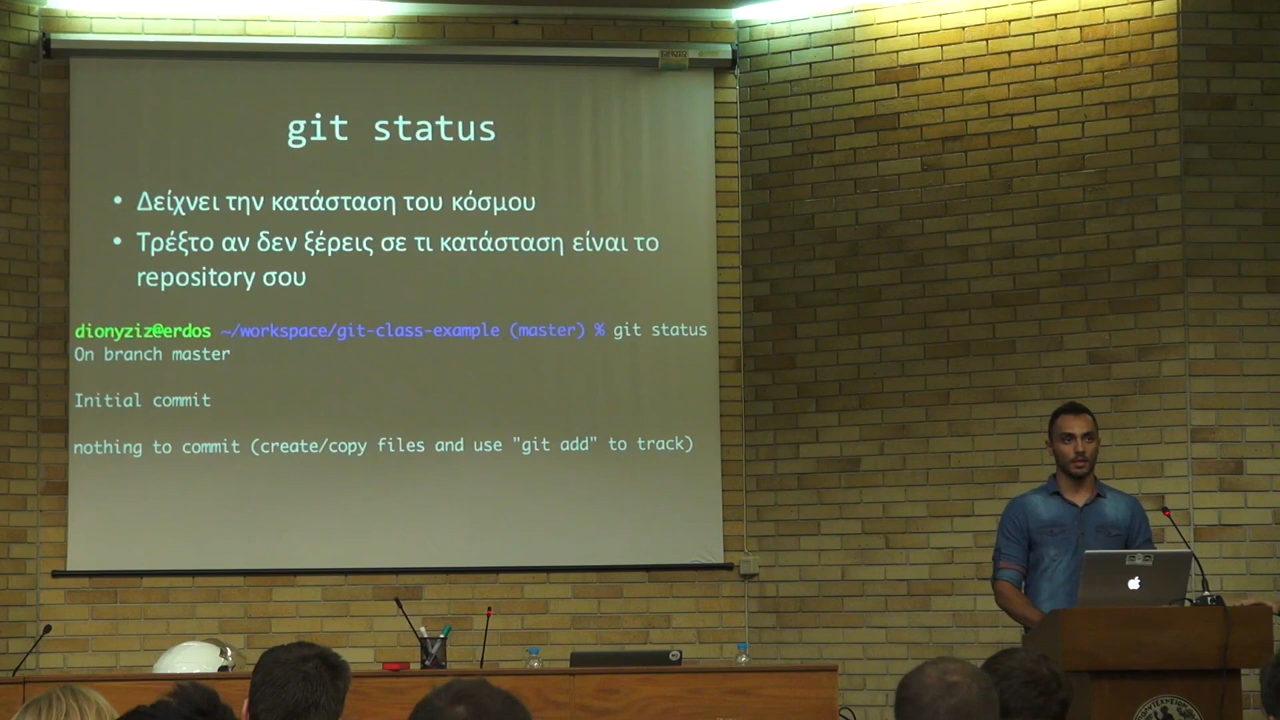 git status
• Δείχνει την κατάσταση του κόσμου
• Τρέξτο αν δεν ξέρεις σε τι κατάσταση είναι το
repository σου
dionyziz@erdos ~/workspace/git-class-example (master) % git status
On branch master
Initial commit
nothing to commit (create/copy files and use "git add" to track)